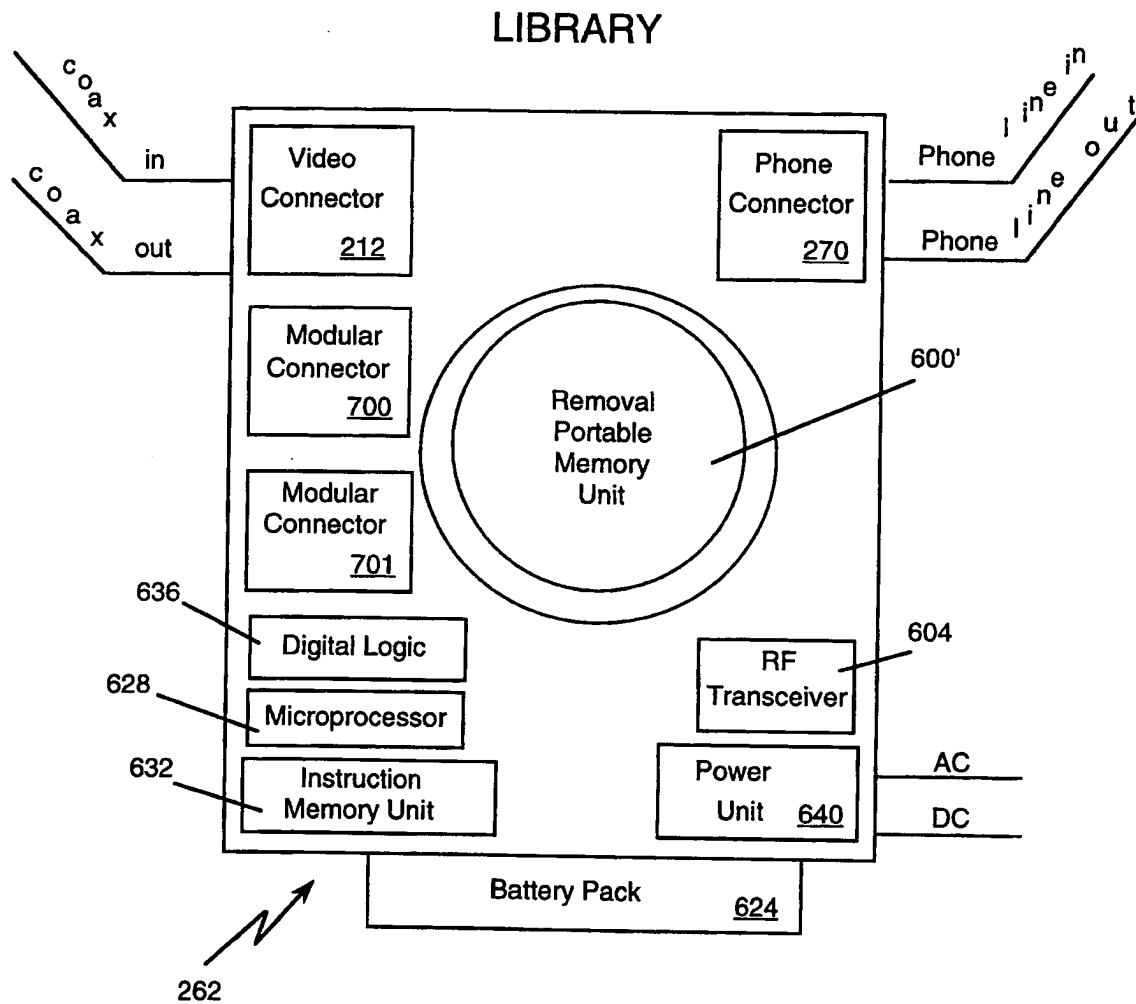 LIBRARY
coax
in
coax
out
Video
Connector
212
Phone
Connector
270
Phone line in
Phone line out
Modular
Connector
700
Removal
Portable
Memory
Unit
600'
Modular
Connector
701
636
Digital Logic
628
Microprocessor
632
Instruction
Memory Unit
RF
Transceiver
604
Power
Unit
640
AC
DC
Battery Pack
624
262